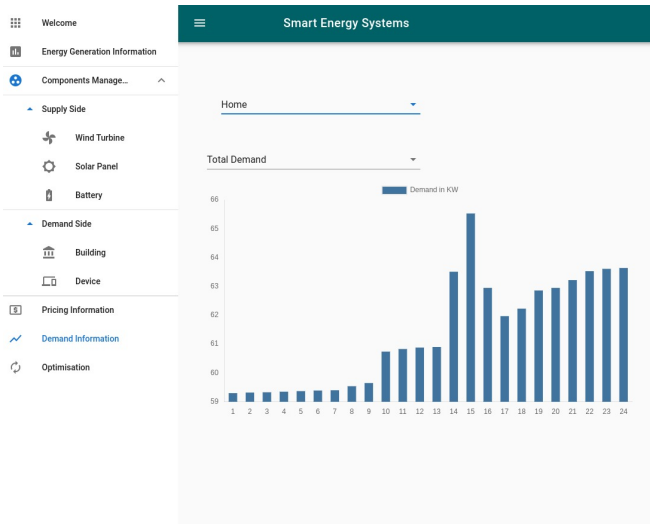 Welcome
Energy Generation Information
Components Manage...
Supply Side
Wind Turbine
Solar Panel
Battery
Demand Side
Building
Device
Pricing Information
Demand Information
Optimisation
Smart Energy Systems
Home
Total Demand
Demand in KW
66
65
64
63
62
61
60
59
1 2 3 4 5 6 7 8 9 10 11 12 13 14 15 16 17 18 19 20 21 22 23 24